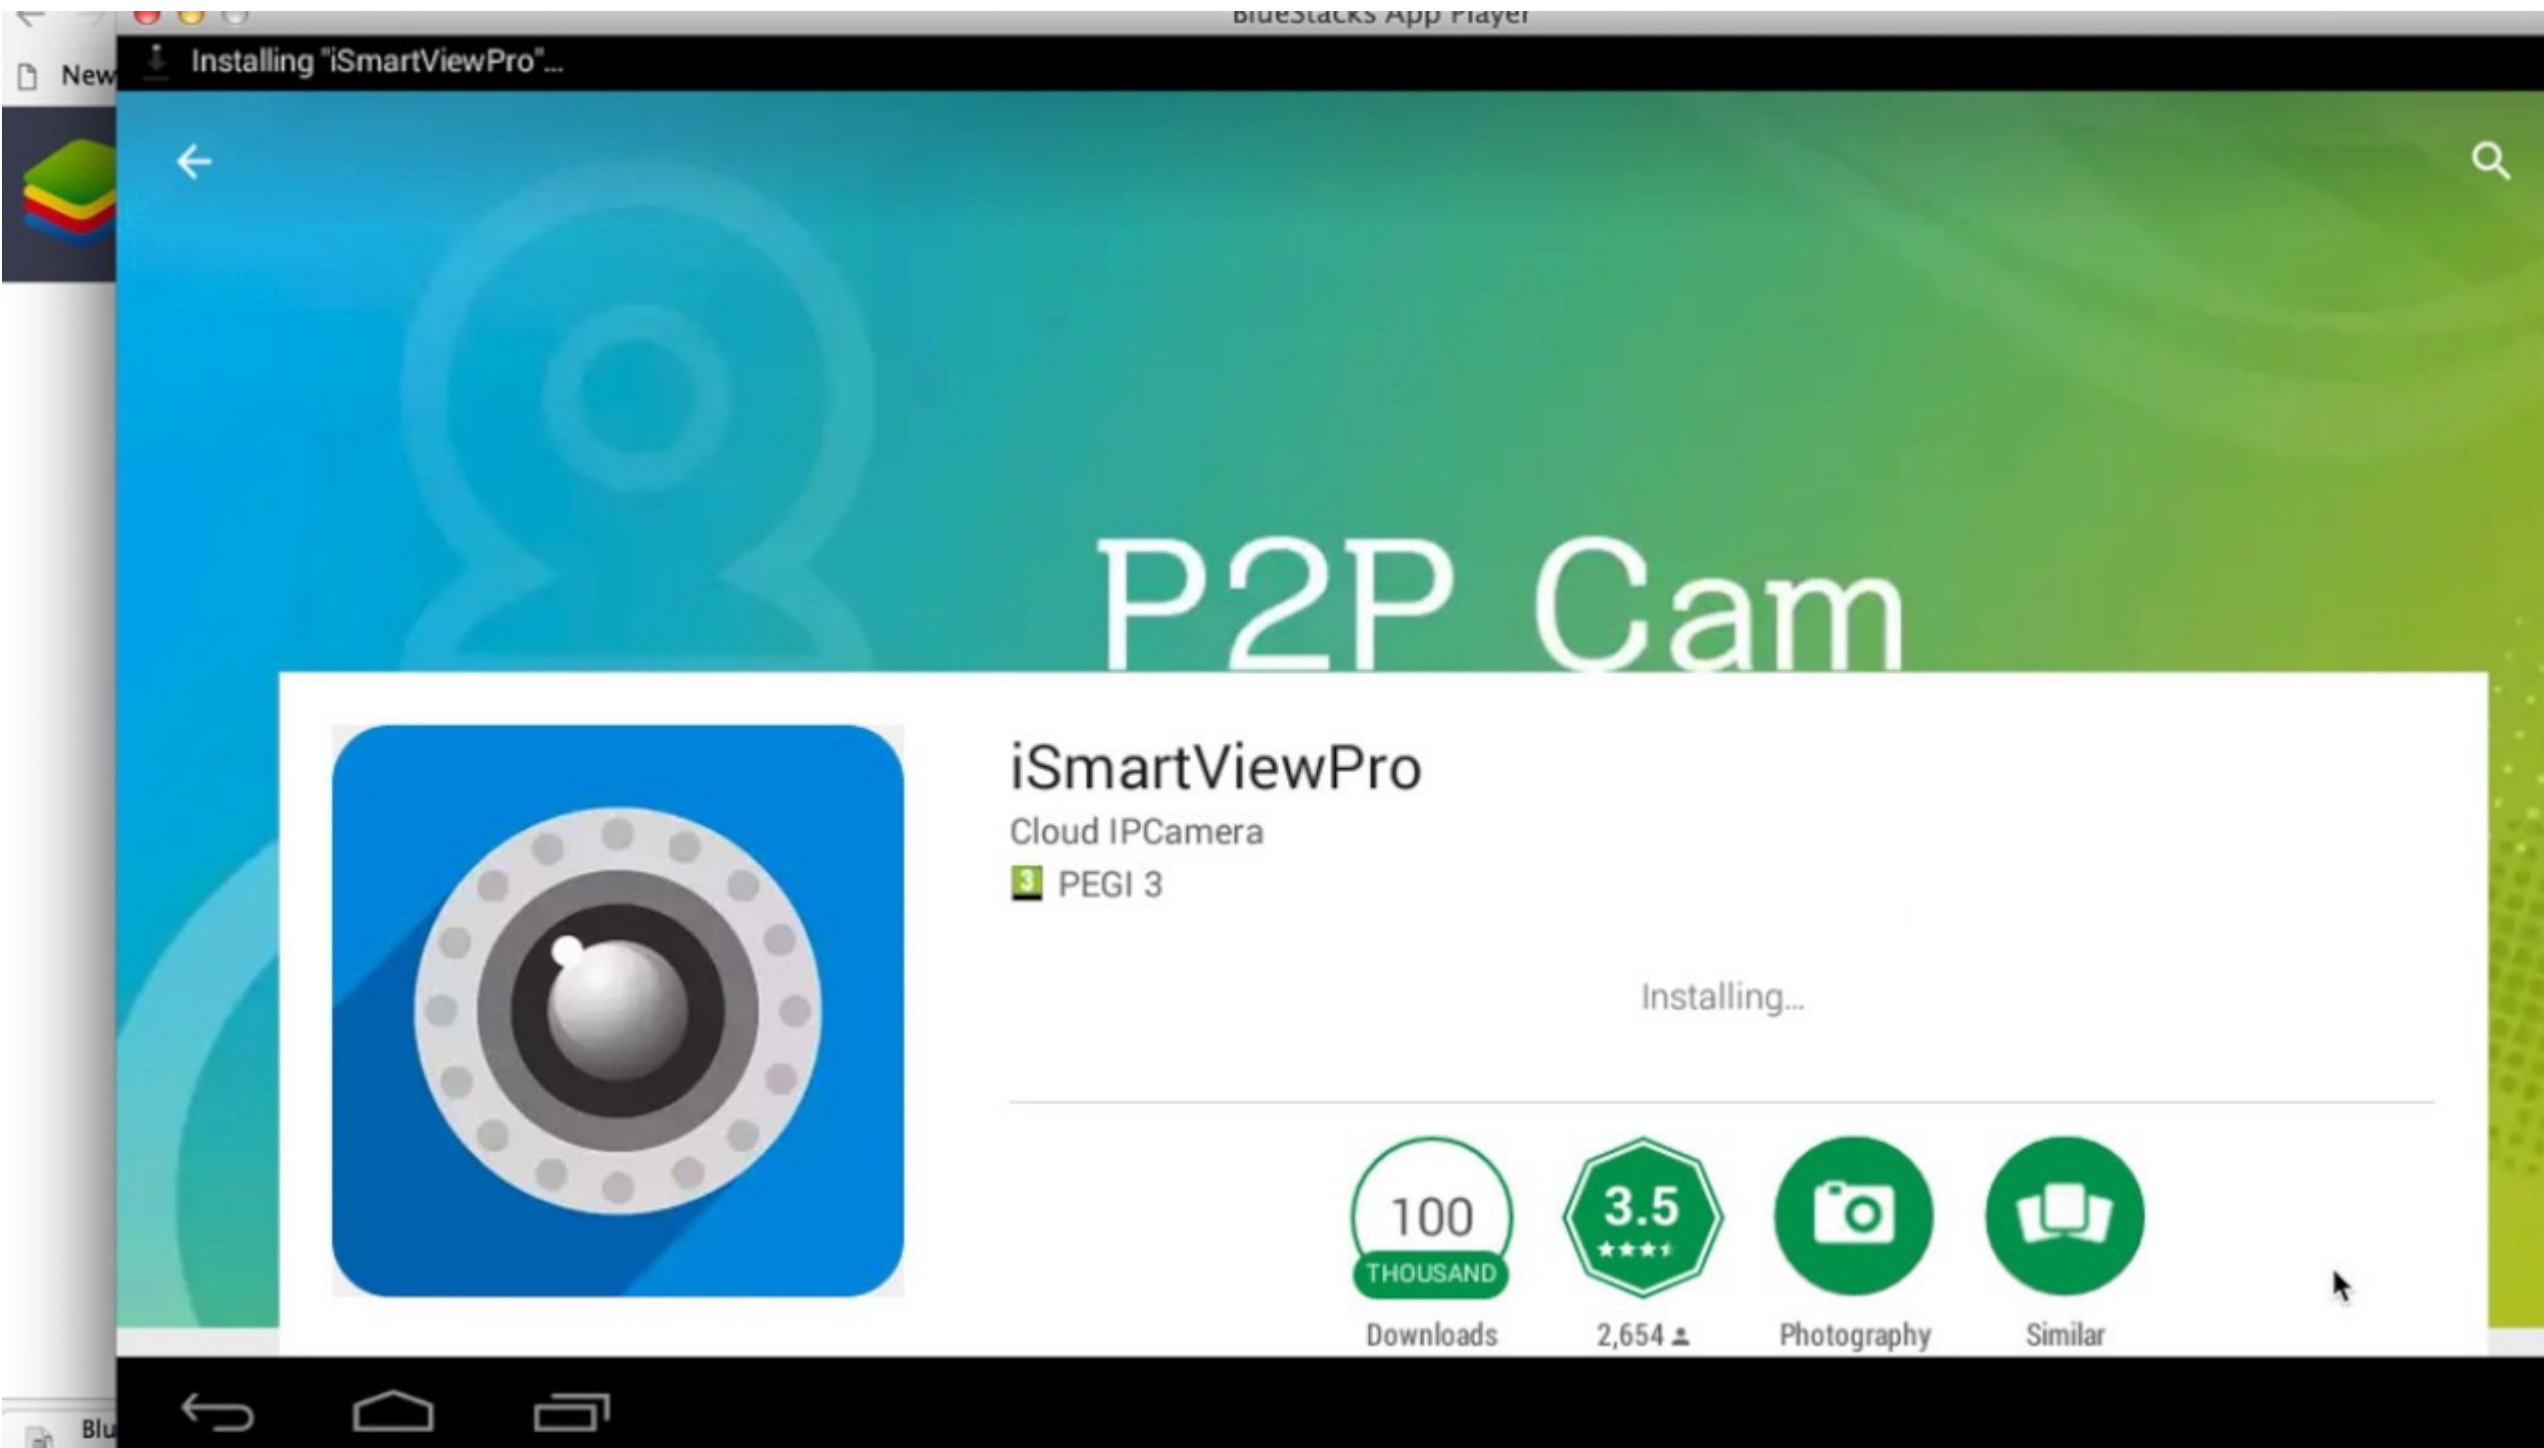 BlueStacks App Player
Installing "iSmartViewPro"...
New
P2P Cam
iSmartViewPro
Cloud IPCamera
3 PEGI 3
Installing...
100
THOUSAND
3.5
Downloads
2,654
Photography
Similar
Blu